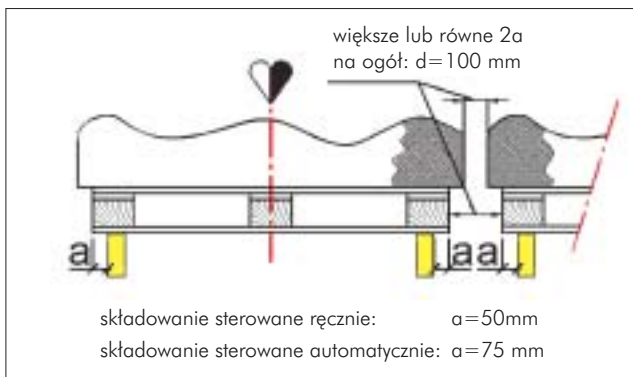 większe lub równe 2a
na ogół: d=100 mm
a a a
składowanie sterowane ręcznie: a=50mm
składowanie sterowane automatycznie: a=75 mm